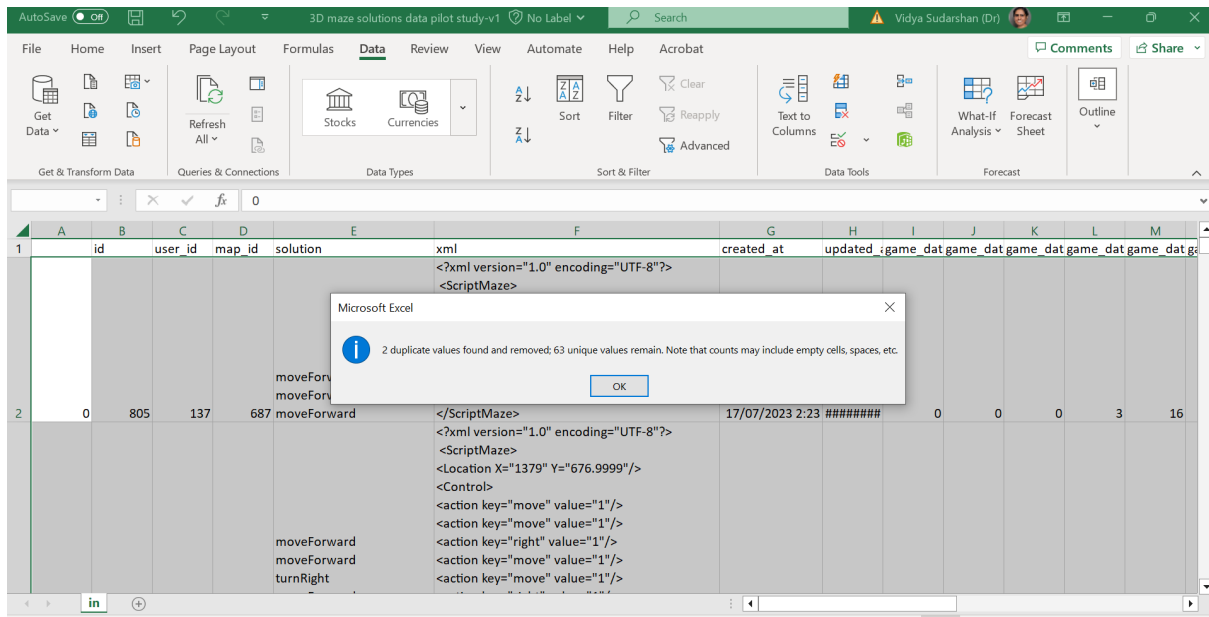 AutoSave Off 3D maze solutions data pilot study-v1 No Label Search Vidya Sudarshan (Dr)
File Home Insert Page Layout Formulas Data Review View Automate Help Acrobat Comments Share
Get Data
Refresh All
Stocks Currencies
Sort
Filter
Clear
Reapply
Advanced
Text to Columns
What-If Analysis
Forecast Sheet
Outline
Get & Transform Data Queries & Connections Data Types Sort & Filter Data Tools Forecast
fx 0
A B C D E F G H I J K L M
1 id user_id map_id solution xml created_at updated_a game_dat game_dat game_dat game_dat game_dat ga
<?xml version="1.0" encoding="UTF-8"?>
<ScriptMaze>
Microsoft Excel
2 duplicate values found and removed; 63 unique values remain. Note that counts may include empty cells, spaces, etc.
OK
moveForw
moveForw
2 0 805 137 687 moveForward </ScriptMaze> 17/07/2023 2:23 ######## 0 0 0 3 16
<?xml version="1.0" encoding="UTF-8"?>
<ScriptMaze>
<Location X="1379" Y="676.9999"/>
<Control>
<action key="move" value="1"/>
<action key="move" value="1"/>
moveForward <action key="right" value="1"/>
moveForward <action key="move" value="1"/>
turnRight <action key="move" value="1"/>
in